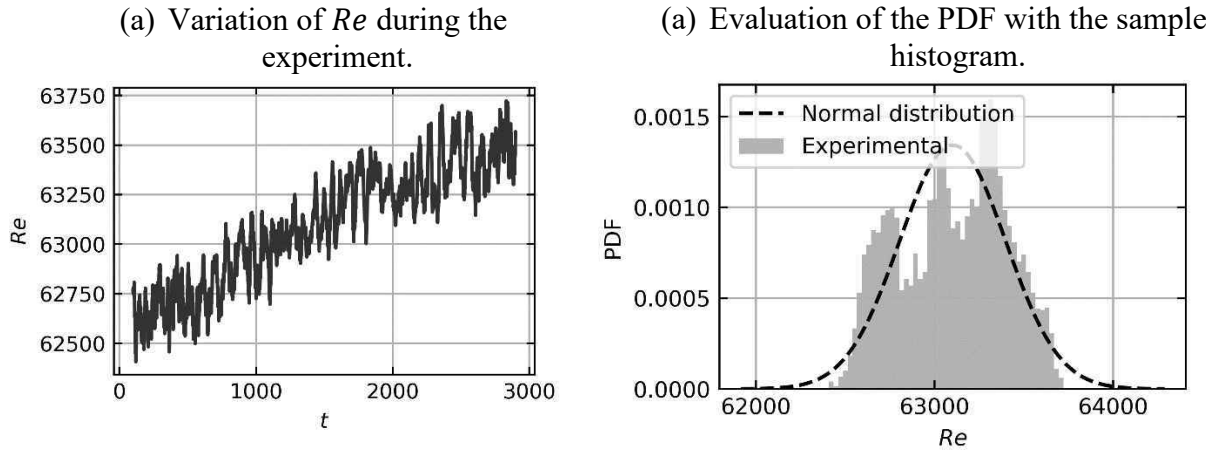 (a) Variation of Re during the
experiment.
63750
63500
63250
63000
62750
62500
Re
0
1000
2000
3000
t
(a) Evaluation of the PDF with the sample
histogram.
Normal distribution
Experimental
0.0015
0.0010
0.0005
0.0000
PDF
62000
63000
64000
Re